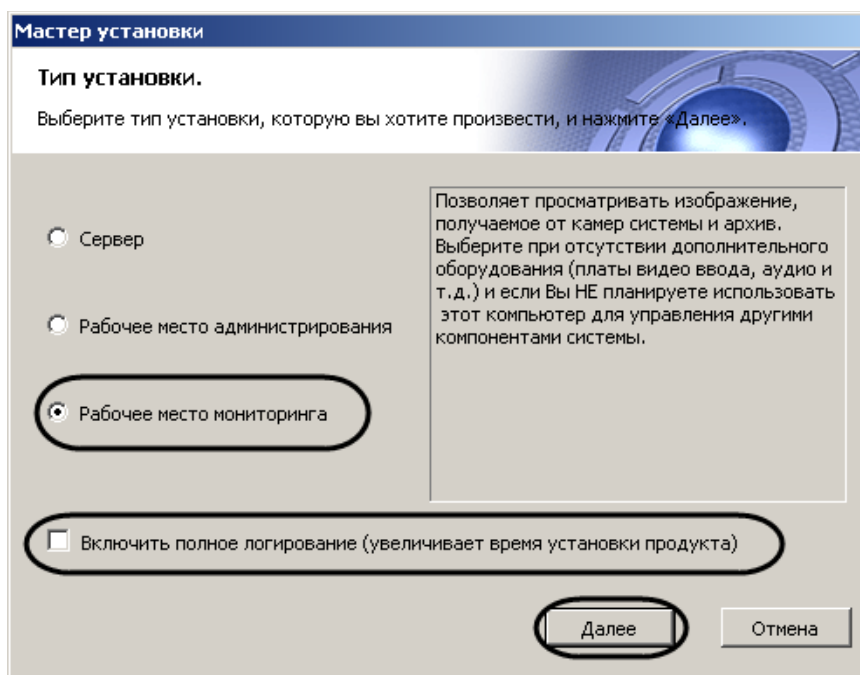 Мастер установки
Тип установки.
Выберите тип установки, которую вы хотите произвести, и нажмите «Далее».
Сервер
Рабочее место администрирования
Рабочее место мониторинга
Позволяет просматривать изображение,
получаемое от камер системы и архив.
Выберите при отсутствии дополнительного
оборудования (платы видео ввода, аудио и
т.д.) и если Вы НЕ планируете использовать
этот компьютер для управления другими
компонентами системы.
Включить полное логирование (увеличивает время установки продукта)
Далее
Отмена